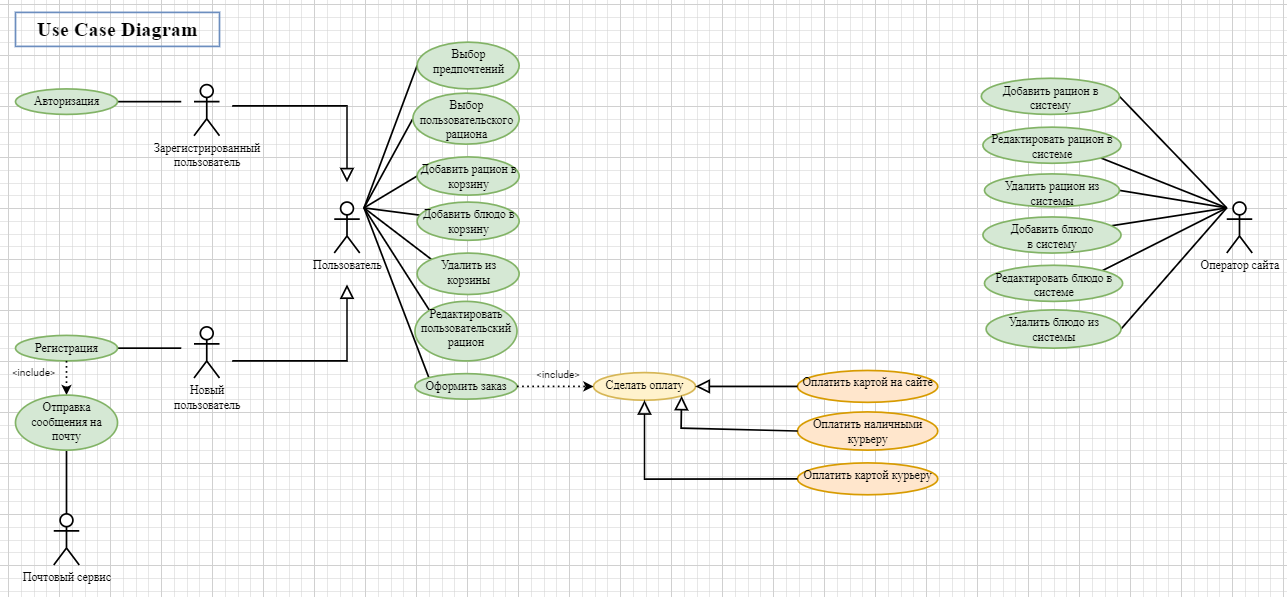 Use Case Diagram
Авторизация
Зарегистрированный
пользователь
Пользователь
Регистрация
<include>
Отправка
сообщения на
почту
Почтовый сервис
Новый
пользователь
Выбор
предпочтений
Выбор
пользовательского
рациона
Добавить рацион в
корзину
Добавить блюдо в
корзину
Удалить из
корзины
Редактировать
пользовательский
рацион
Оформить заказ
<include>
Сделать оплату
Оплатить картой на сайте
Оплатить наличными
курьеру
Оплатить картой курьеру
Добавить рацион в
систему
Редактировать рацион в
системе
Удалить рацион из
системы
Добавить блюдо
в систему
Редактировать блюдо в
системе
Удалить блюдо из
системы
Оператор сайта